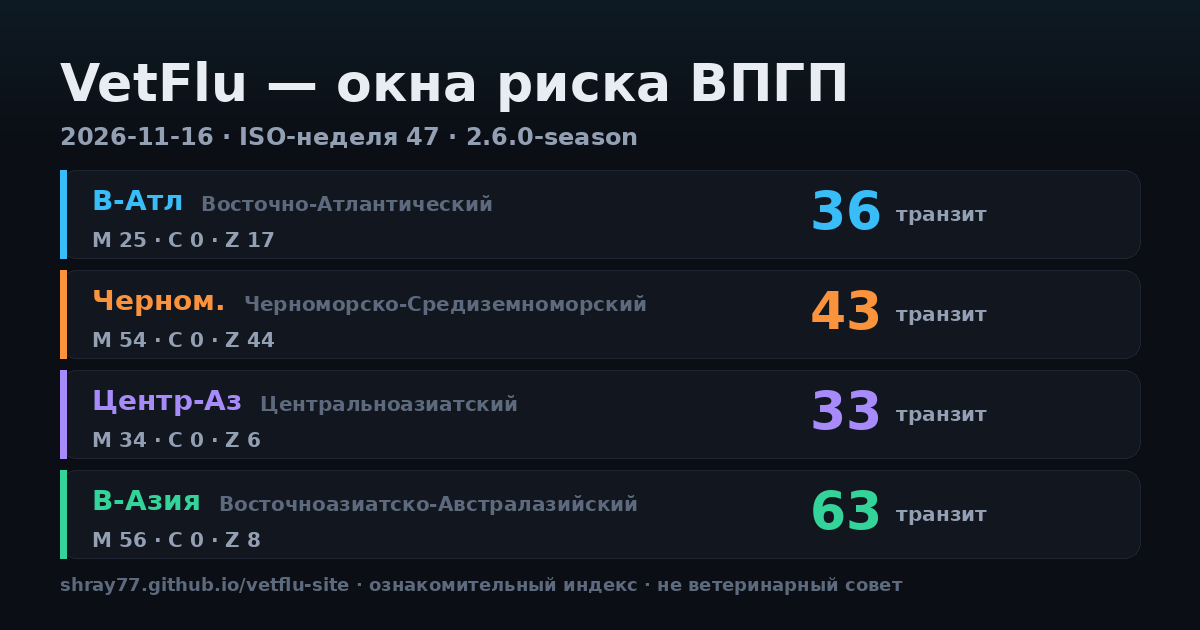 VetFlu — окна риска ВПГП
2026-11-16 · ISO-неделя 47 · 2.6.0-season
В-Атл Восточно-Атлантический
36 транзит
M 25 · C 0 · Z 17
Черном. Черноморско-Средиземноморский
43 транзит
M 54 · C 0 · Z 44
Центр-Аз Центральноазиатский
33 транзит
M 34 · C 0 · Z 6
В-Азия Восточноазиатско-Австралазийский
63 транзит
M 56 · C 0 · Z 8
shray77.github.io/vetflu-site · ознакомительный индекс · не ветеринарный совет